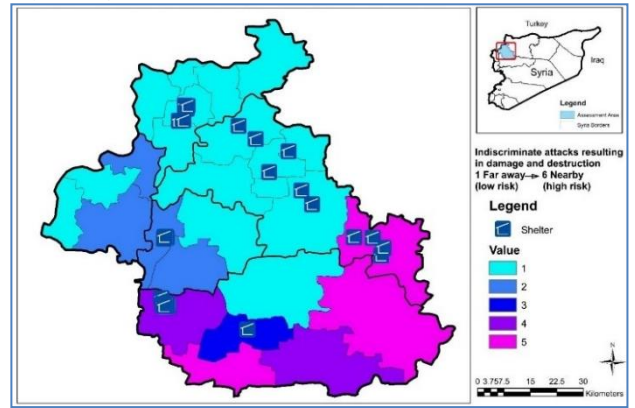 Turkey
Iraq
Syria
Legend
Assessment Area
Syria Borders
Indiscriminate attacks resulting
in damage and destruction
1 Far away→ 6 Nearby
(low risk) (high risk)
Legend
Shelter
Value
1
2
3
4
5
N
0 3.757.5 15 22.5 30
Kilometers